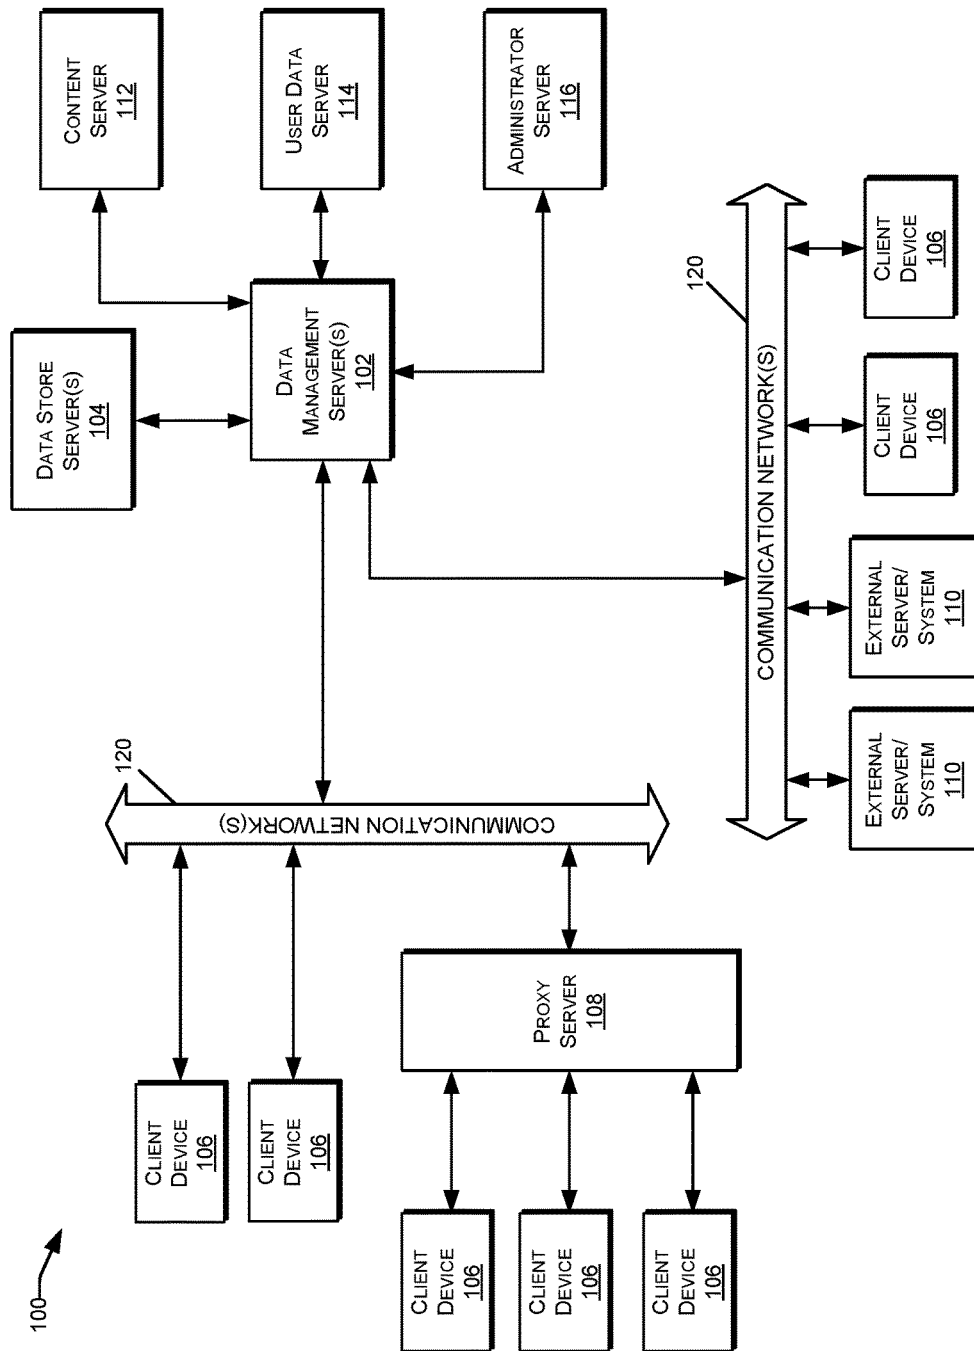 100
DATA STORE
SERVER(S)
104
CONTENT
SERVER
112
CLIENT
DEVICE
106
120
CLIENT
DEVICE
106
COMMUNICATION NETWORK(S)
DATA
MANAGEMENT
SERVER(S)
102
USER DATA
SERVER
114
CLIENT
DEVICE
106
CLIENT
DEVICE
106
CLIENT
DEVICE
106
PROXY
SERVER
108
ADMINISTRATOR
SERVER
116
120
COMMUNICATION NETWORK(S)
EXTERNAL
SERVER/
SYSTEM
110
EXTERNAL
SERVER/
SYSTEM
110
CLIENT
DEVICE
106
CLIENT
DEVICE
106